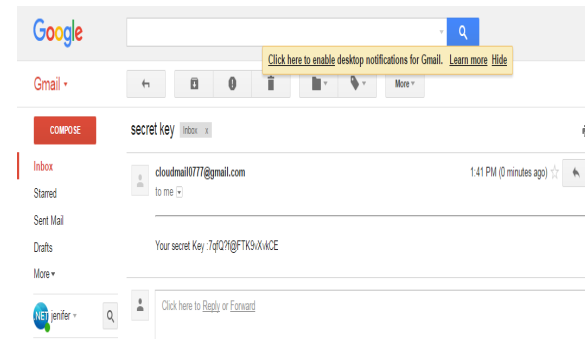 Google
Click here to enable desktop notifications for Gmail. Learn more Hide
Gmail
More
COMPOSE
secret key Inbox x
Inbox
Starred
Sent Mail
Drafts
More
cloudmail0777@gmail.com 1:41 PM (0 minutes ago)
to me
Your secret Key :7qfQ?f@FTK9vXvkCE
.NET jenifer
Click here to Reply or Forward